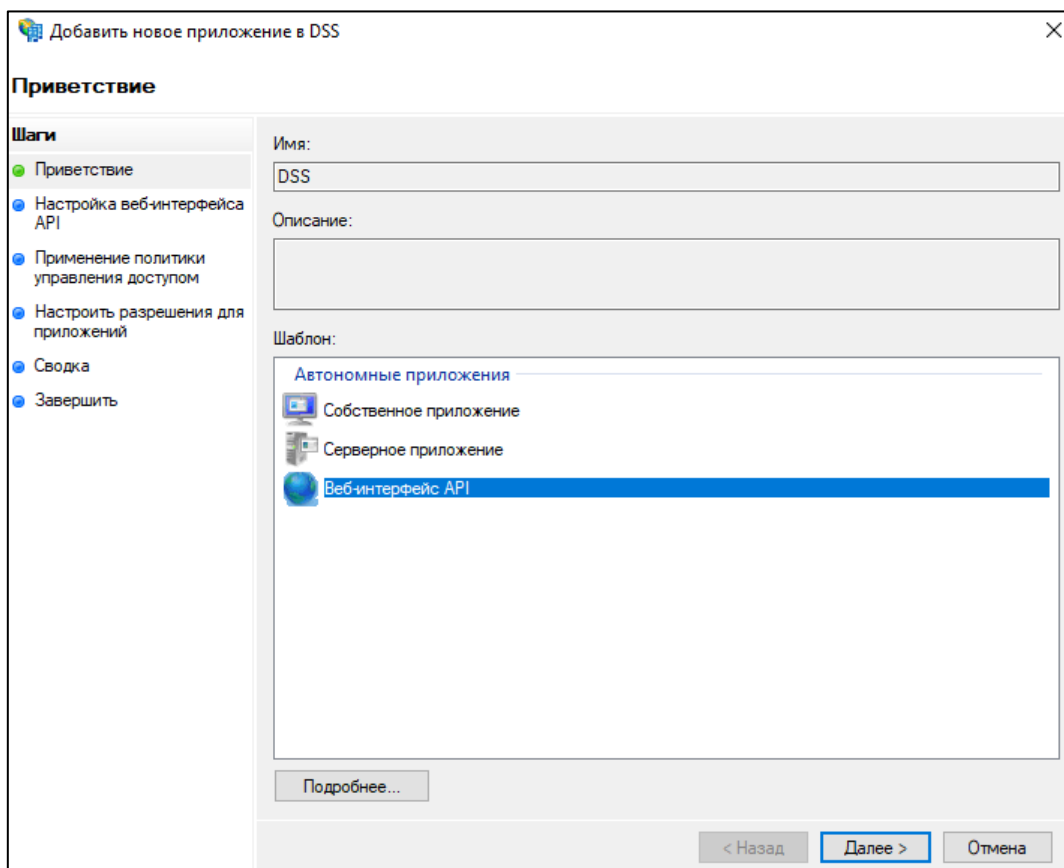 Добавить новое приложение в DSS
Приветствие
Шаги
Приветствие
Настройка веб-интерфейса
API
Применение политики
управления доступом
Настроить разрешения для
приложений
Сводка
Завершить
Имя:
DSS
Описание:
Шаблон:
Автономные приложения
Собственное приложение
Серверное приложение
Веб-интерфейс API
Подробнее...
< Назад
Далее >
Отмена